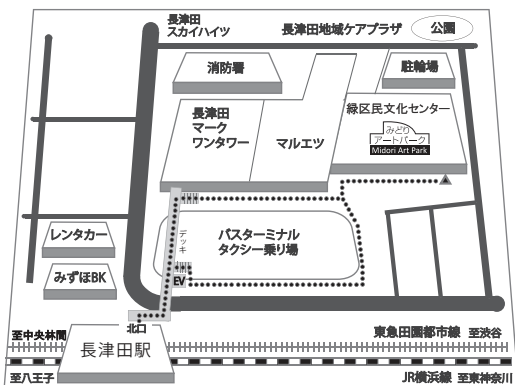 長津田
スカイハイツ
長津田地域ケアプラザ
公園
消防署
駐輪場
長津田
マーク
ワンタワー
マルエツ
緑区民文化センター
みどり
アートパーク
Midori Art Park
デッキ
バスターミナル
タクシー乗り場
レンタカー
みずほBK
EV
北口
長津田駅
至中央林間
東急田園都市線 至渋谷
至八王子
JR横浜線 至東神奈川